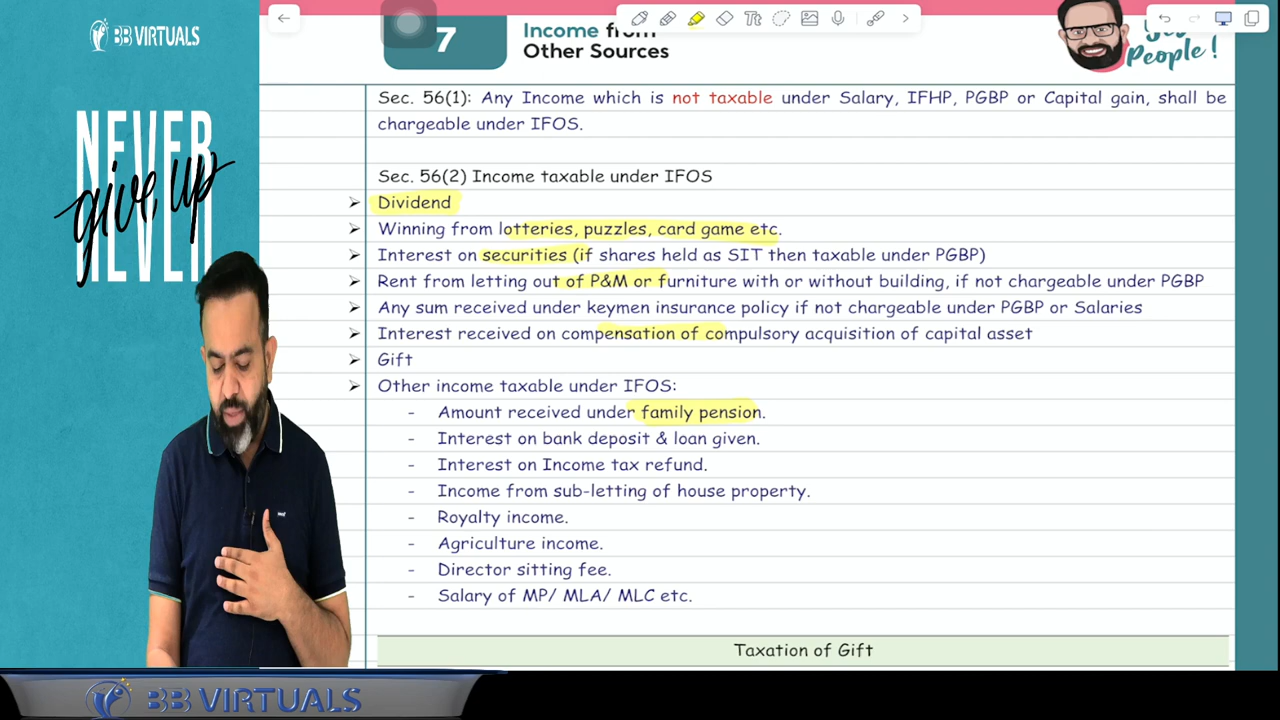 BB VIRTUALS
NEVER
give up
NEVER
7
Income from
Other Sources
People !
Sec. 56(1): Any Income which is not taxable under Salary, IFHP, PGBP or Capital gain, shall be
chargeable under IFOS.
Sec. 56(2) Income taxable under IFOS
➤ Dividend
➤ Winning from lotteries, puzzles, card game etc.
➤ Interest on securities (if shares held as SIT then taxable under PGBP)
➤ Rent from letting out of P&M or furniture with or without building, if not chargeable under PGBP
➤ Any sum received under keymen insurance policy if not chargeable under PGBP or Salaries
➤ Interest received on compensation of compulsory acquisition of capital asset
➤ Gift
➤ Other income taxable under IFOS:
- Amount received under family pension.
- Interest on bank deposit & loan given.
- Interest on Income tax refund.
- Income from sub-letting of house property.
- Royalty income.
- Agriculture income.
- Director sitting fee.
- Salary of MP/ MLA/ MLC etc.
Taxation of Gift
BB VIRTUALS